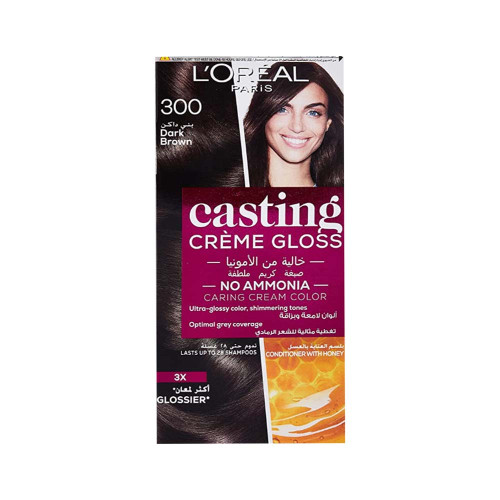 L'ORÉAL
PARIS
300
بني داكن
Dark
Brown
casting
CRÈME GLOSS
خالية من الأمونيا
صبغة كريم ملطفة
NO AMMONIA
CARING CREAM COLOR
Ultra-glossy color, shimmering tones
ألوان لامعة وبراقة
Optimal grey coverage
تغطية مثالية للشعر الرمادي
تدوم حتى ٢٨ غسلة
LASTS UP TO 28 SHAMPOOS
بلسم العناية بالعسل
CONDITIONER WITH HONEY
3X
أكثر لمعان*
GLOSSIER*